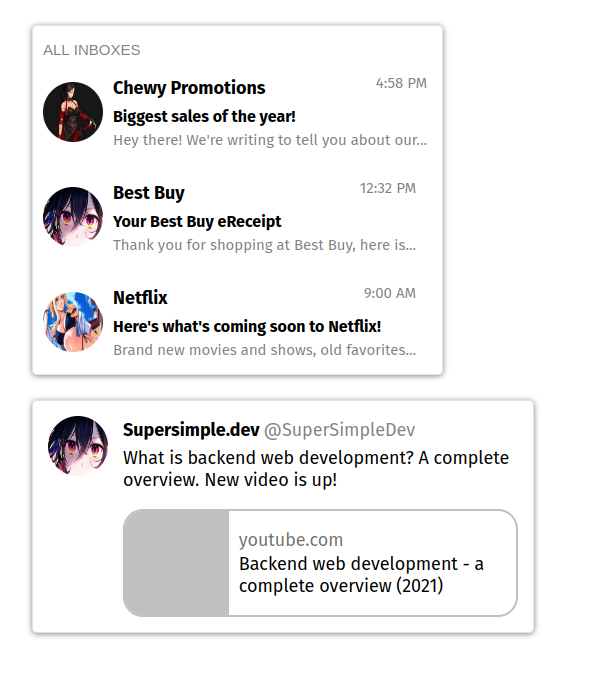 ALL INBOXES
Chewy Promotions 4:58 PM
Biggest sales of the year!
Hey there! We're writing to tell you about our...
Best Buy 12:32 PM
Your Best Buy eReceipt
Thank you for shopping at Best Buy, here is...
Netflix 9:00 AM
Here's what's coming soon to Netflix!
Brand new movies and shows, old favorites...
Supersimple.dev @SuperSimpleDev
What is backend web development? A complete
overview. New video is up!
youtube.com
Backend web development - a
complete overview (2021)